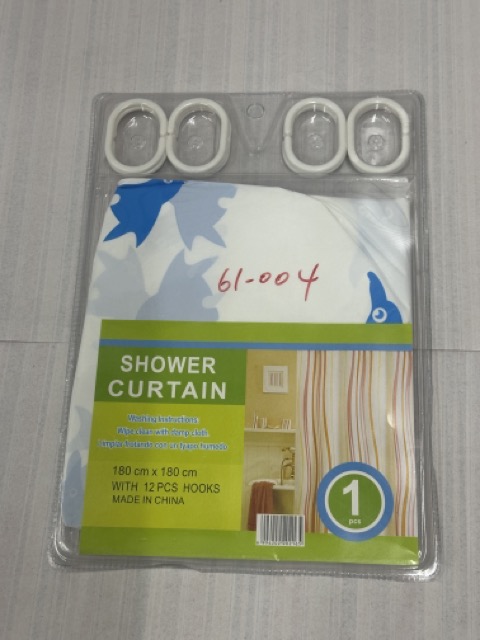 61-004
SHOWER
CURTAIN
Washing Instructions:
Wipe clean with damp cloth.
180 cm x 180 cm
WITH 12 PCS HOOKS
MADE IN CHINA
1
pcs